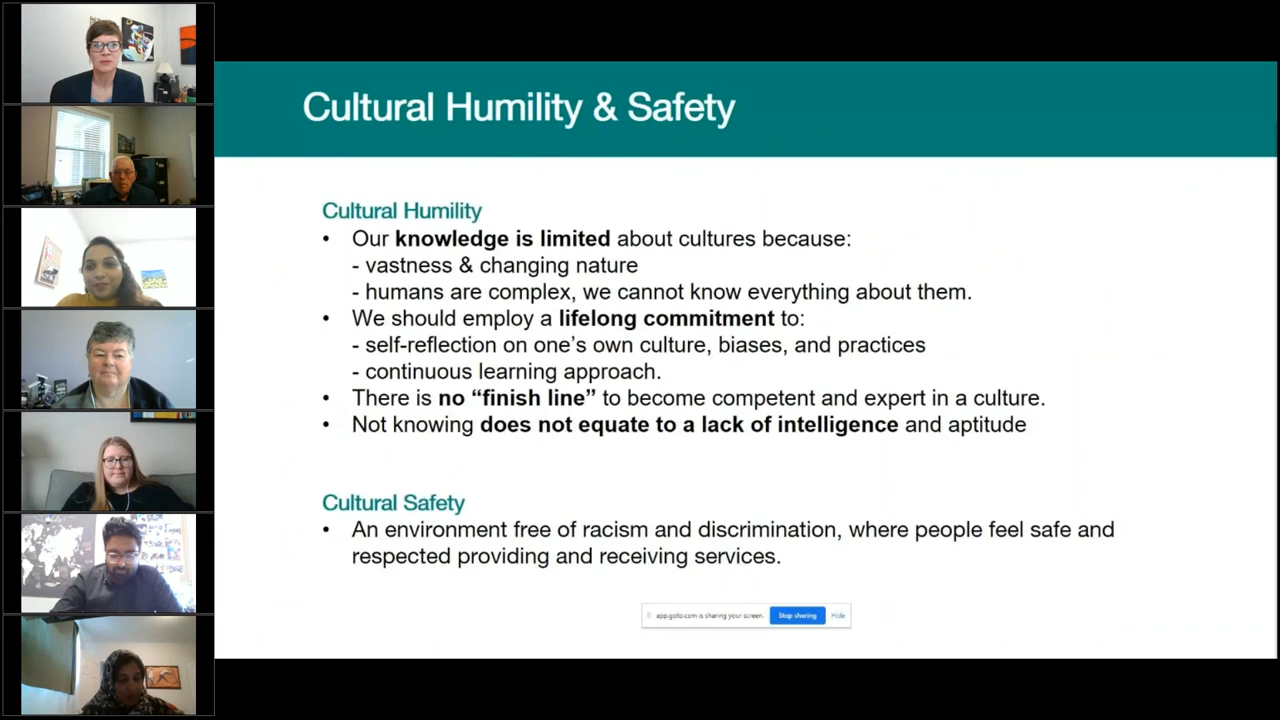 Cultural Humility & Safety
Cultural Humility
• Our knowledge is limited about cultures because:
- vastness & changing nature
- humans are complex, we cannot know everything about them.
• We should employ a lifelong commitment to:
- self-reflection on one’s own culture, biases, and practices
- continuous learning approach.
• There is no “finish line” to become competent and expert in a culture.
• Not knowing does not equate to a lack of intelligence and aptitude
Cultural Safety
• An environment free of racism and discrimination, where people feel safe and
respected providing and receiving services.
app.goto.com is sharing your screen. Stop sharing Hide